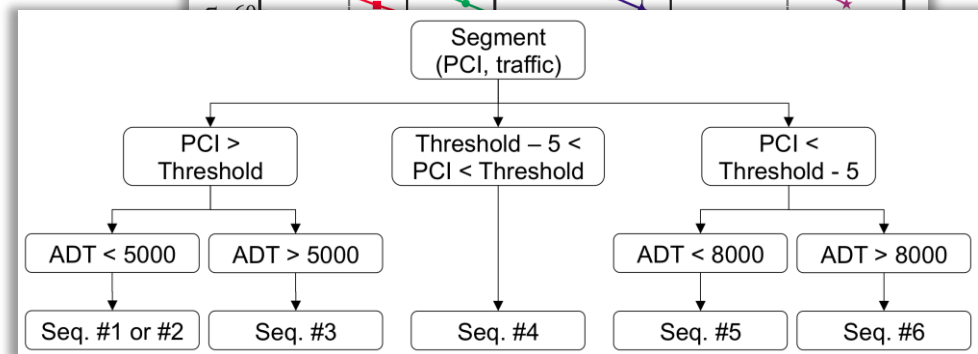 Segment
(PCI, traffic)
PCI >
Threshold
Threshold – 5 <
PCI < Threshold
PCI <
Threshold - 5
ADT < 5000
ADT > 5000
ADT < 8000
ADT > 8000
Seq. #1 or #2
Seq. #3
Seq. #4
Seq. #5
Seq. #6